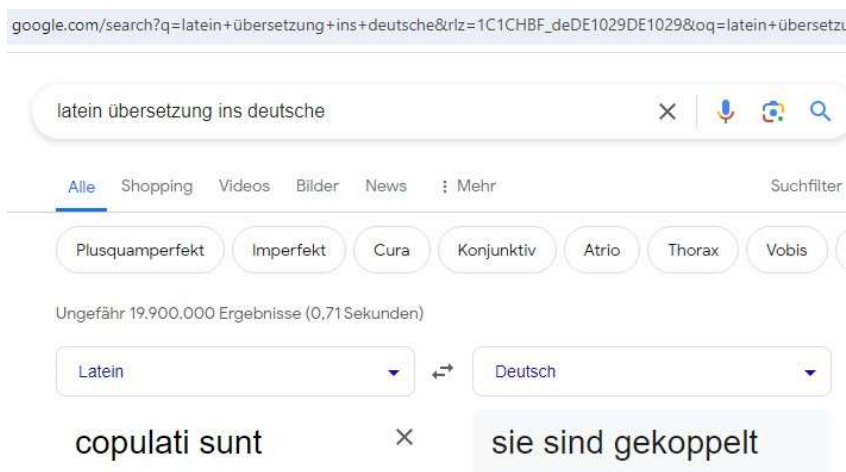 google.com/search?q=latein+übersetzung+ins+deutsche&rlz=1C1CHBF_deDE1029DE1029&oq=latein+übersetzu
latein übersetzung ins deutsche
Alle Shopping Videos Bilder News Mehr Suchfilter
Plusquamperfekt Imperfekt Cura Konjunktiv Atrio Thorax Vobis
Ungefähr 19.900.000 Ergebnisse (0,71 Sekunden)
Latein Deutsch
copulati sunt sie sind gekoppelt